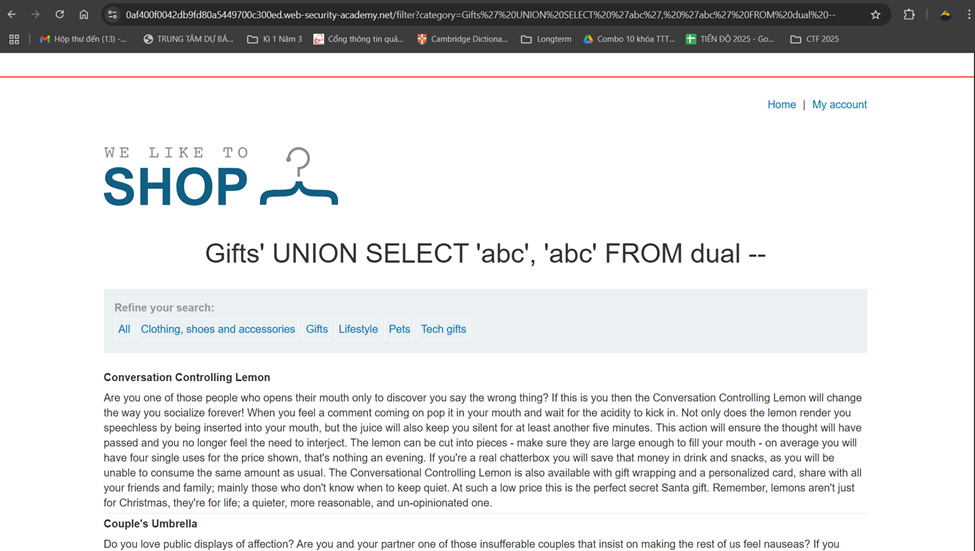 0af400f0042db9fd80a5449700c300ed.web-security-academy.net/filter?category=Gifts%27%20UNION%20SELECT%20%27abc%27,%20%27abc%27%20FROM%20dual%20--
Hộp thư đến (13) -... TRUNG TÂM DỰ BÁ... Kì 1 Năm 3 Cổng thông tin quả... Cambridge Dictiona... Longterm Combo 10 khóa TTT... TIẾN ĐỘ 2025 - Go... CTF 2025
Home | My account
WE LIKE TO
SHOP
Gifts' UNION SELECT 'abc', 'abc' FROM dual --
Refine your search:
All Clothing, shoes and accessories Gifts Lifestyle Pets Tech gifts
Conversation Controlling Lemon
Are you one of those people who opens their mouth only to discover you say the wrong thing? If this is you then the Conversation Controlling Lemon will change
the way you socialize forever! When you feel a comment coming on pop it in your mouth and wait for the acidity to kick in. Not only does the lemon render you
speechless by being inserted into your mouth, but the juice will also keep you silent for at least another five minutes. This action will ensure the thought will have
passed and you no longer feel the need to interject. The lemon can be cut into pieces - make sure they are large enough to fill your mouth - on average you will
have four single uses for the price shown, that's nothing an evening. If you're a real chatterbox you will save that money in drink and snacks, as you will be
unable to consume the same amount as usual. The Conversational Controlling Lemon is also available with gift wrapping and a personalized card, share with all
your friends and family; mainly those who don't know when to keep quiet. At such a low price this is the perfect secret Santa gift. Remember, lemons aren't just
for Christmas, they're for life; a quieter, more reasonable, and un-opinionated one.
Couple's Umbrella
Do you love public displays of affection? Are you and your partner one of those insufferable couples that insist on making the rest of us feel nauseas? If you